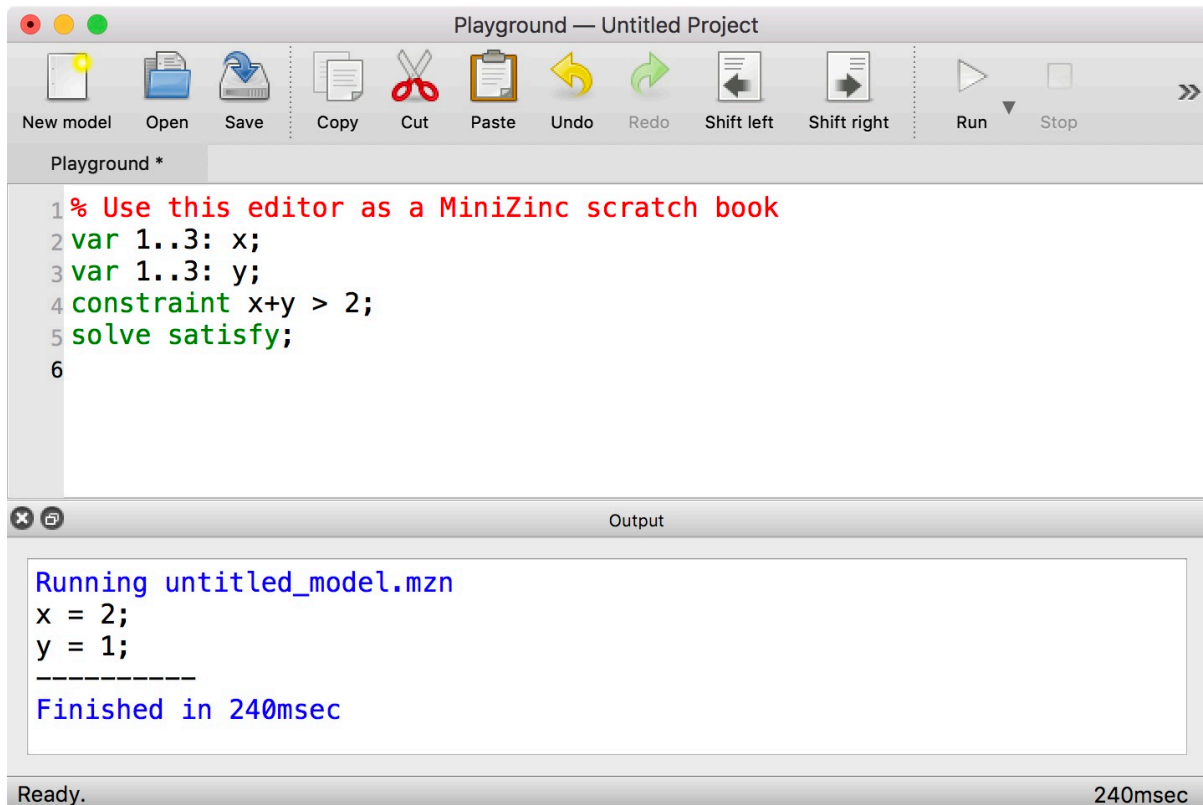 Playground — Untitled Project
New model Open Save Copy Cut Paste Undo Redo Shift left Shift right Run Stop
Playground *
1 % Use this editor as a MiniZinc scratch book
2 var 1..3: x;
3 var 1..3: y;
4 constraint x+y > 2;
5 solve satisfy;
6
Output
Running untitled_model.mzn
x = 2;
y = 1;
----------
Finished in 240msec
Ready. 240msec